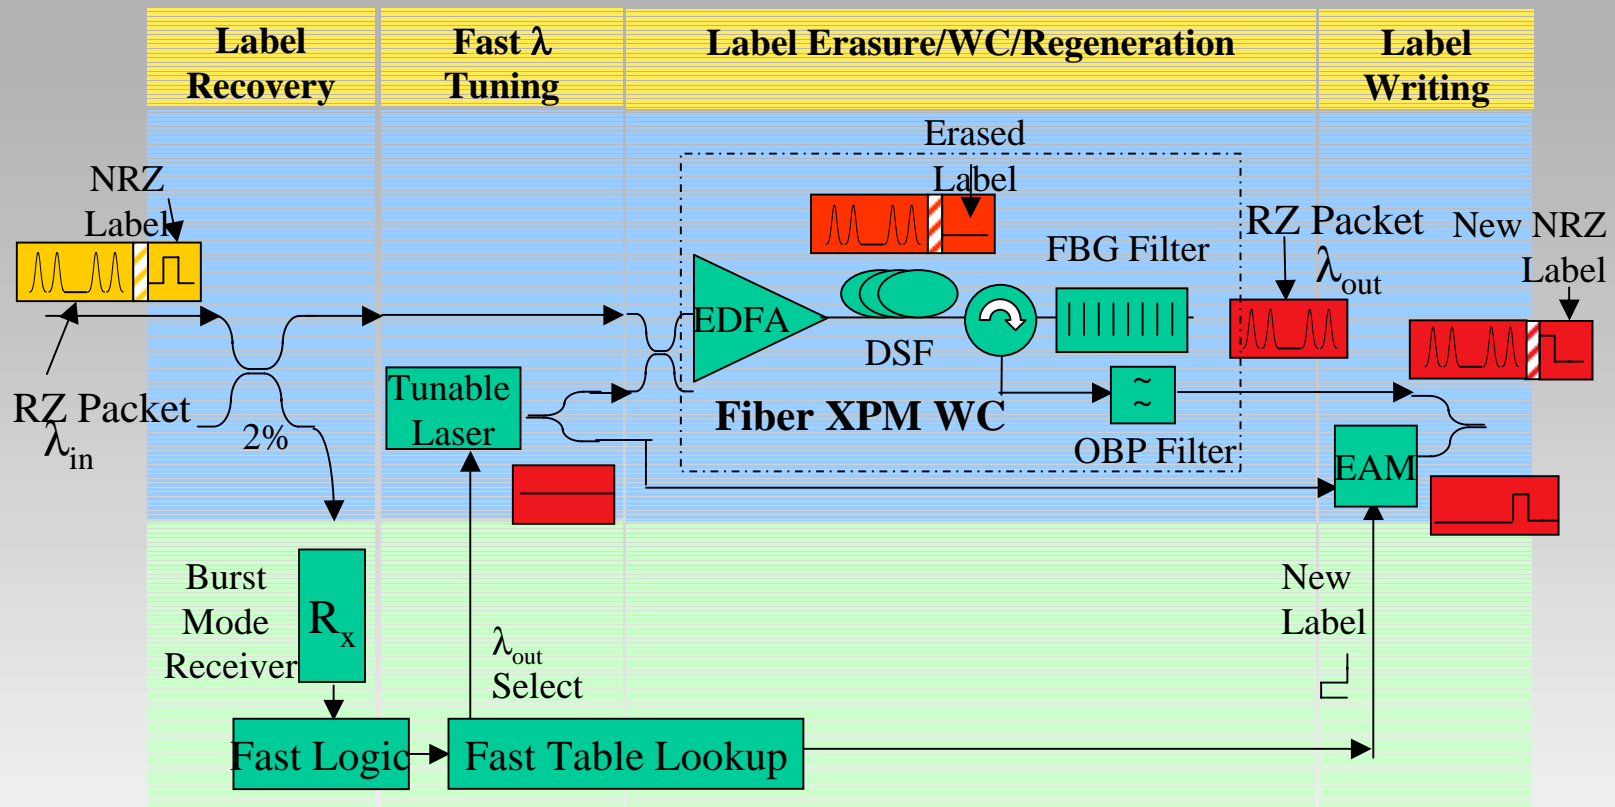 Label
Recovery
Fast λ
Tuning
Label Erasure/WC/Regeneration
Label
Writing
NRZ
Label
Erased
Label
RZ Packet
λout
New NRZ
Label
FBG Filter
EDFA
DSF
RZ Packet
λin
2%
Tunable
Laser
Fiber XPM WC
~
~
OBP Filter
EAM
Burst
Mode
Receiver
Rx
λout
Select
New
Label
Fast Logic
Fast Table Lookup